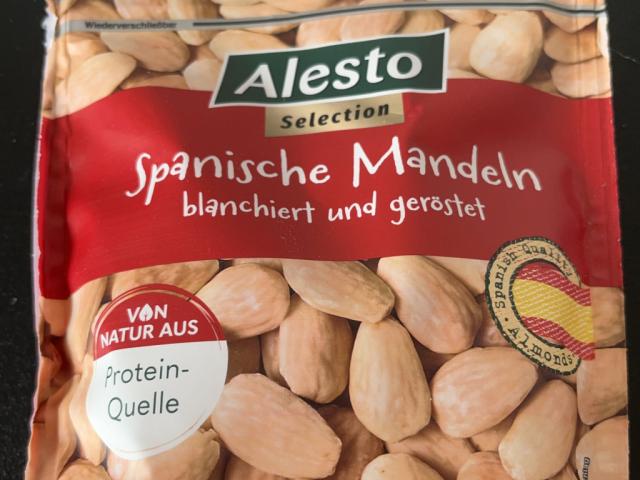 Wiederverschließbar
Alesto
Selection
Spanische Mandeln
blanchiert und geröstet
Spanish Quality
Almonds
VON
NATUR AUS
Protein-
Quelle